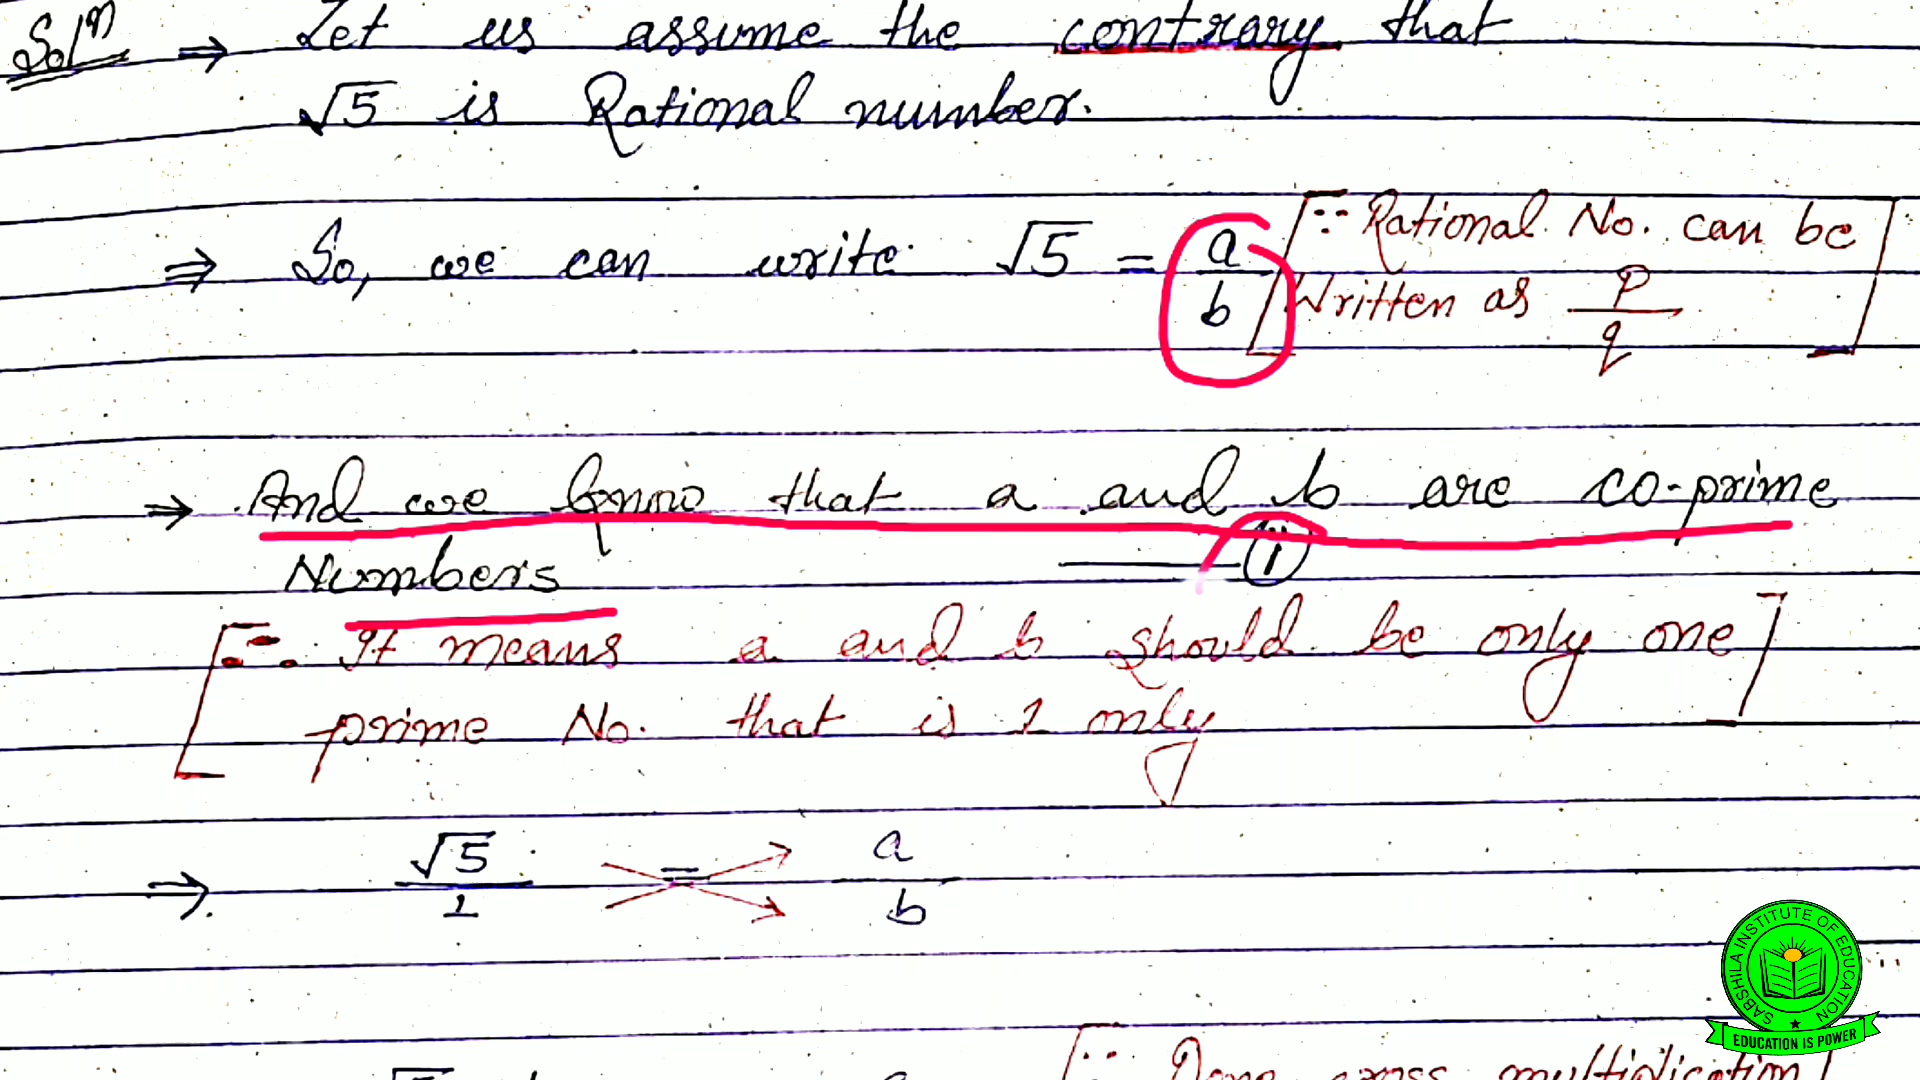 Solⁿ ⇒ Let us assume the contrary that
√5 is Rational number.
⇒ So, we can write √5 = a/b [∵ Rational No. can be
Written as p/q]
⇒ And we know that a and b are co-prime
Numbers —— (i)
[∵ It means a and b should be only one
prime No. that is 1 only]
⇒ √5/1 = a/b
[∵ Done cross multiplication]
SABSHILA INSTITUTE OF EDUCATION
EDUCATION IS POWER